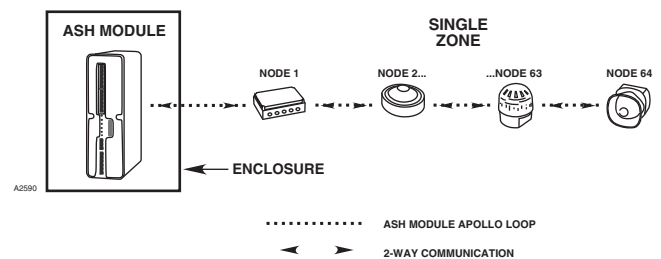 ASH MODULE
SINGLE
ZONE
NODE 1
NODE 2...
...NODE 63
NODE 64
ENCLOSURE
A2590
ASH MODULE APOLLO LOOP
2-WAY COMMUNICATION